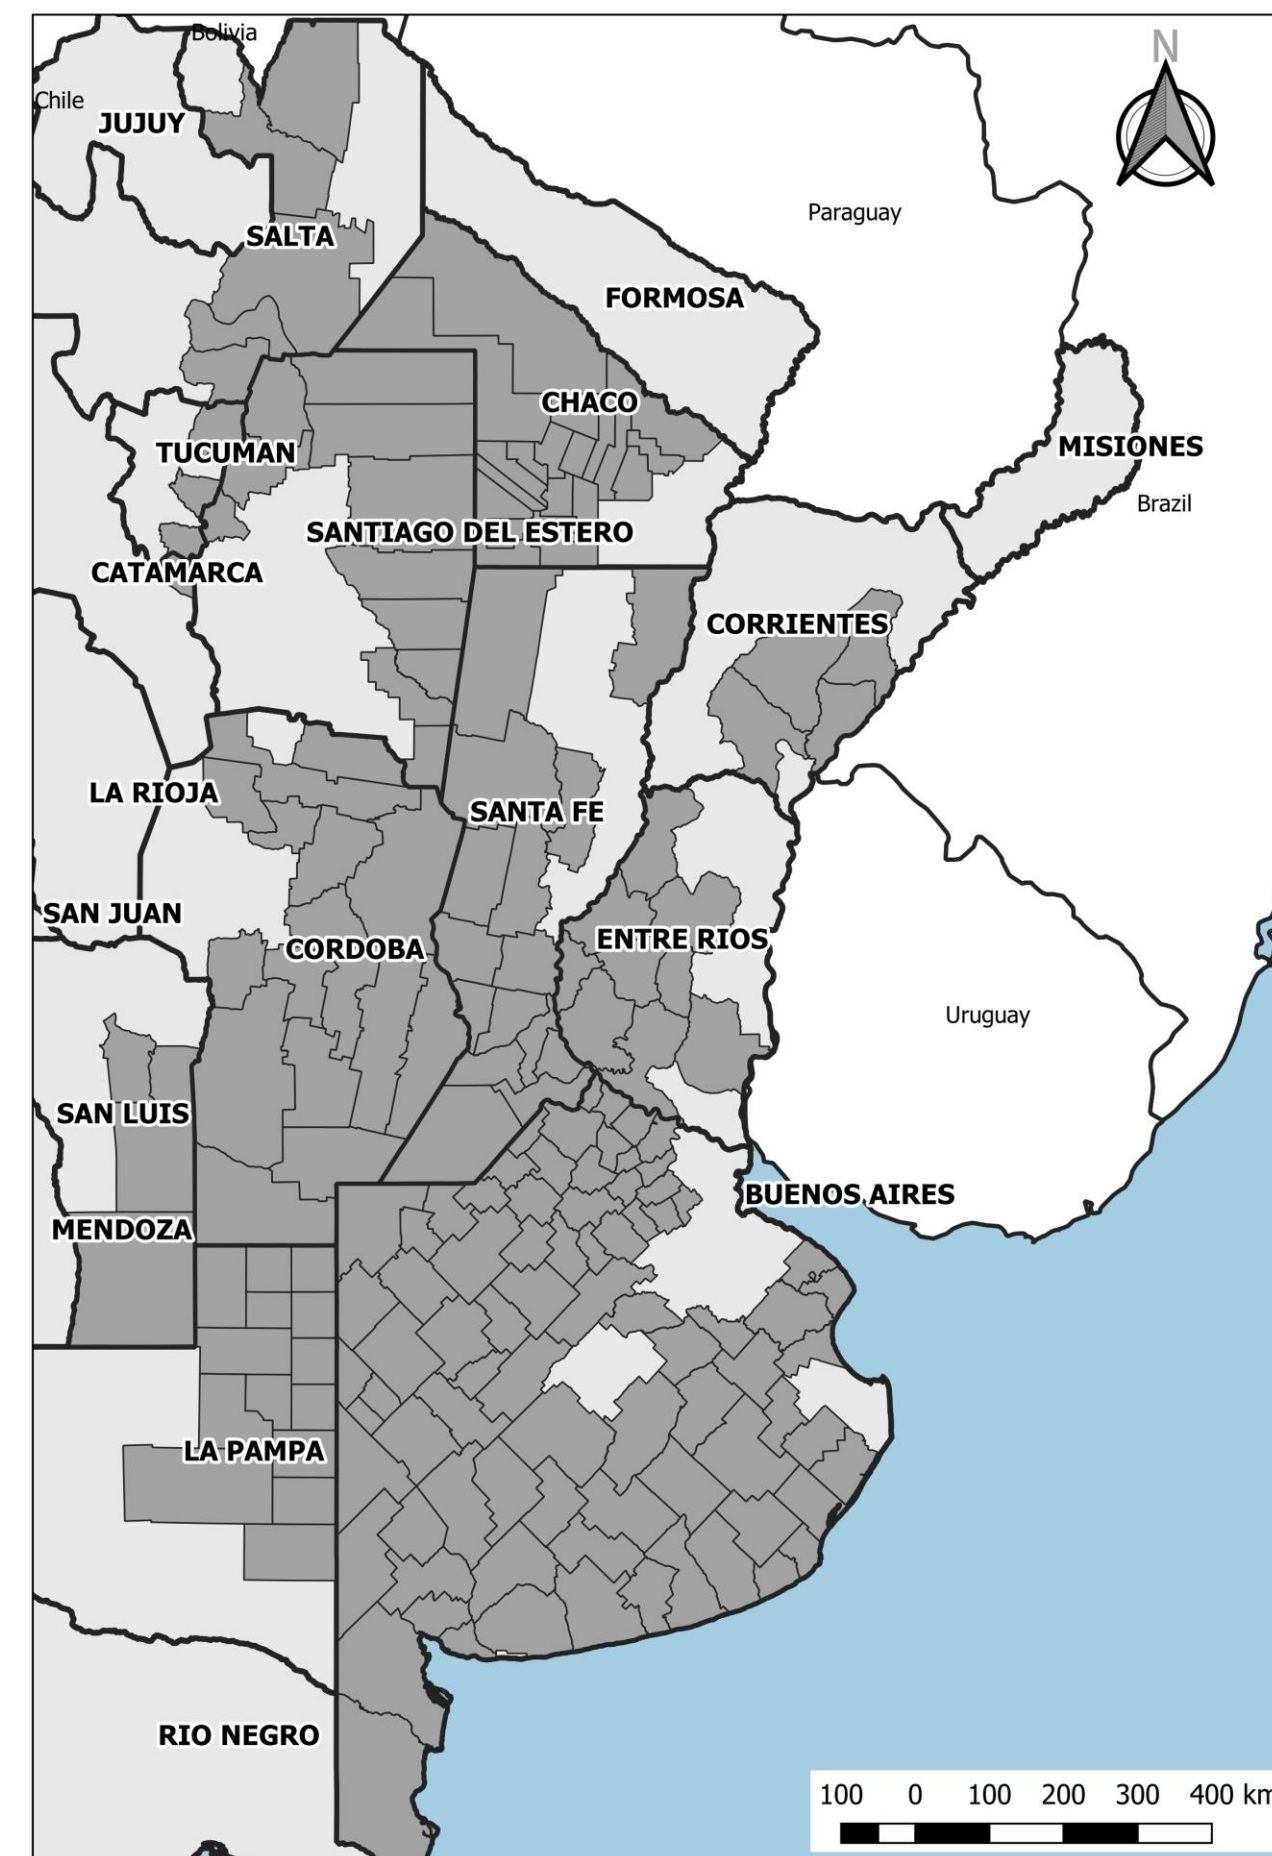 Bolivia
N
Chile
JUJUY
Paraguay
SALTA
FORMOSA
CHACO
MISIONES
TUCUMAN
Brazil
SANTIAGO DEL ESTERO
CATAMARCA
CORRIENTES
LA RIOJA
SANTA FE
SAN JUAN
ENTRE RIOS
CORDOBA
Uruguay
SAN LUIS
BUENOS AIRES
MENDOZA
LA PAMPA
RIO NEGRO
100 0 100 200 300 400 km